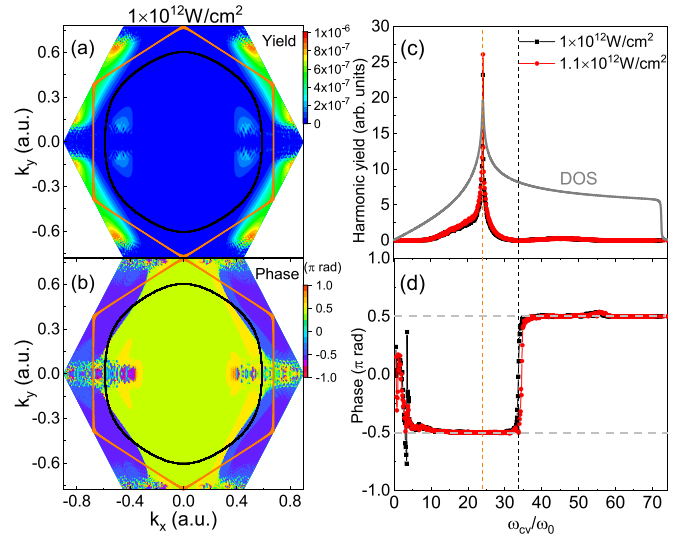 1×10¹²W/cm²
(a)
Yield
1×10⁻⁶
8×10⁻⁷
6×10⁻⁷
4×10⁻⁷
2×10⁻⁷
0
0.6
0.3
0.0
-0.3
-0.6
k_y (a.u.)
(b)
Phase
(π rad)
1.0
0.5
0
-0.5
-1.0
0.6
0.3
0.0
-0.3
-0.6
k_y (a.u.)
-0.8 -0.4 0.0 0.4 0.8
k_x (a.u.)
(c)
1×10¹²W/cm²
1.1×10¹²W/cm²
DOS
35
30
25
20
15
10
5
0
Harmonic yield (arb. units)
(d)
1.0
0.5
0.0
-0.5
-1.0
Phase (π rad)
0 10 20 30 40 50 60 70
ω_cv/ω_0